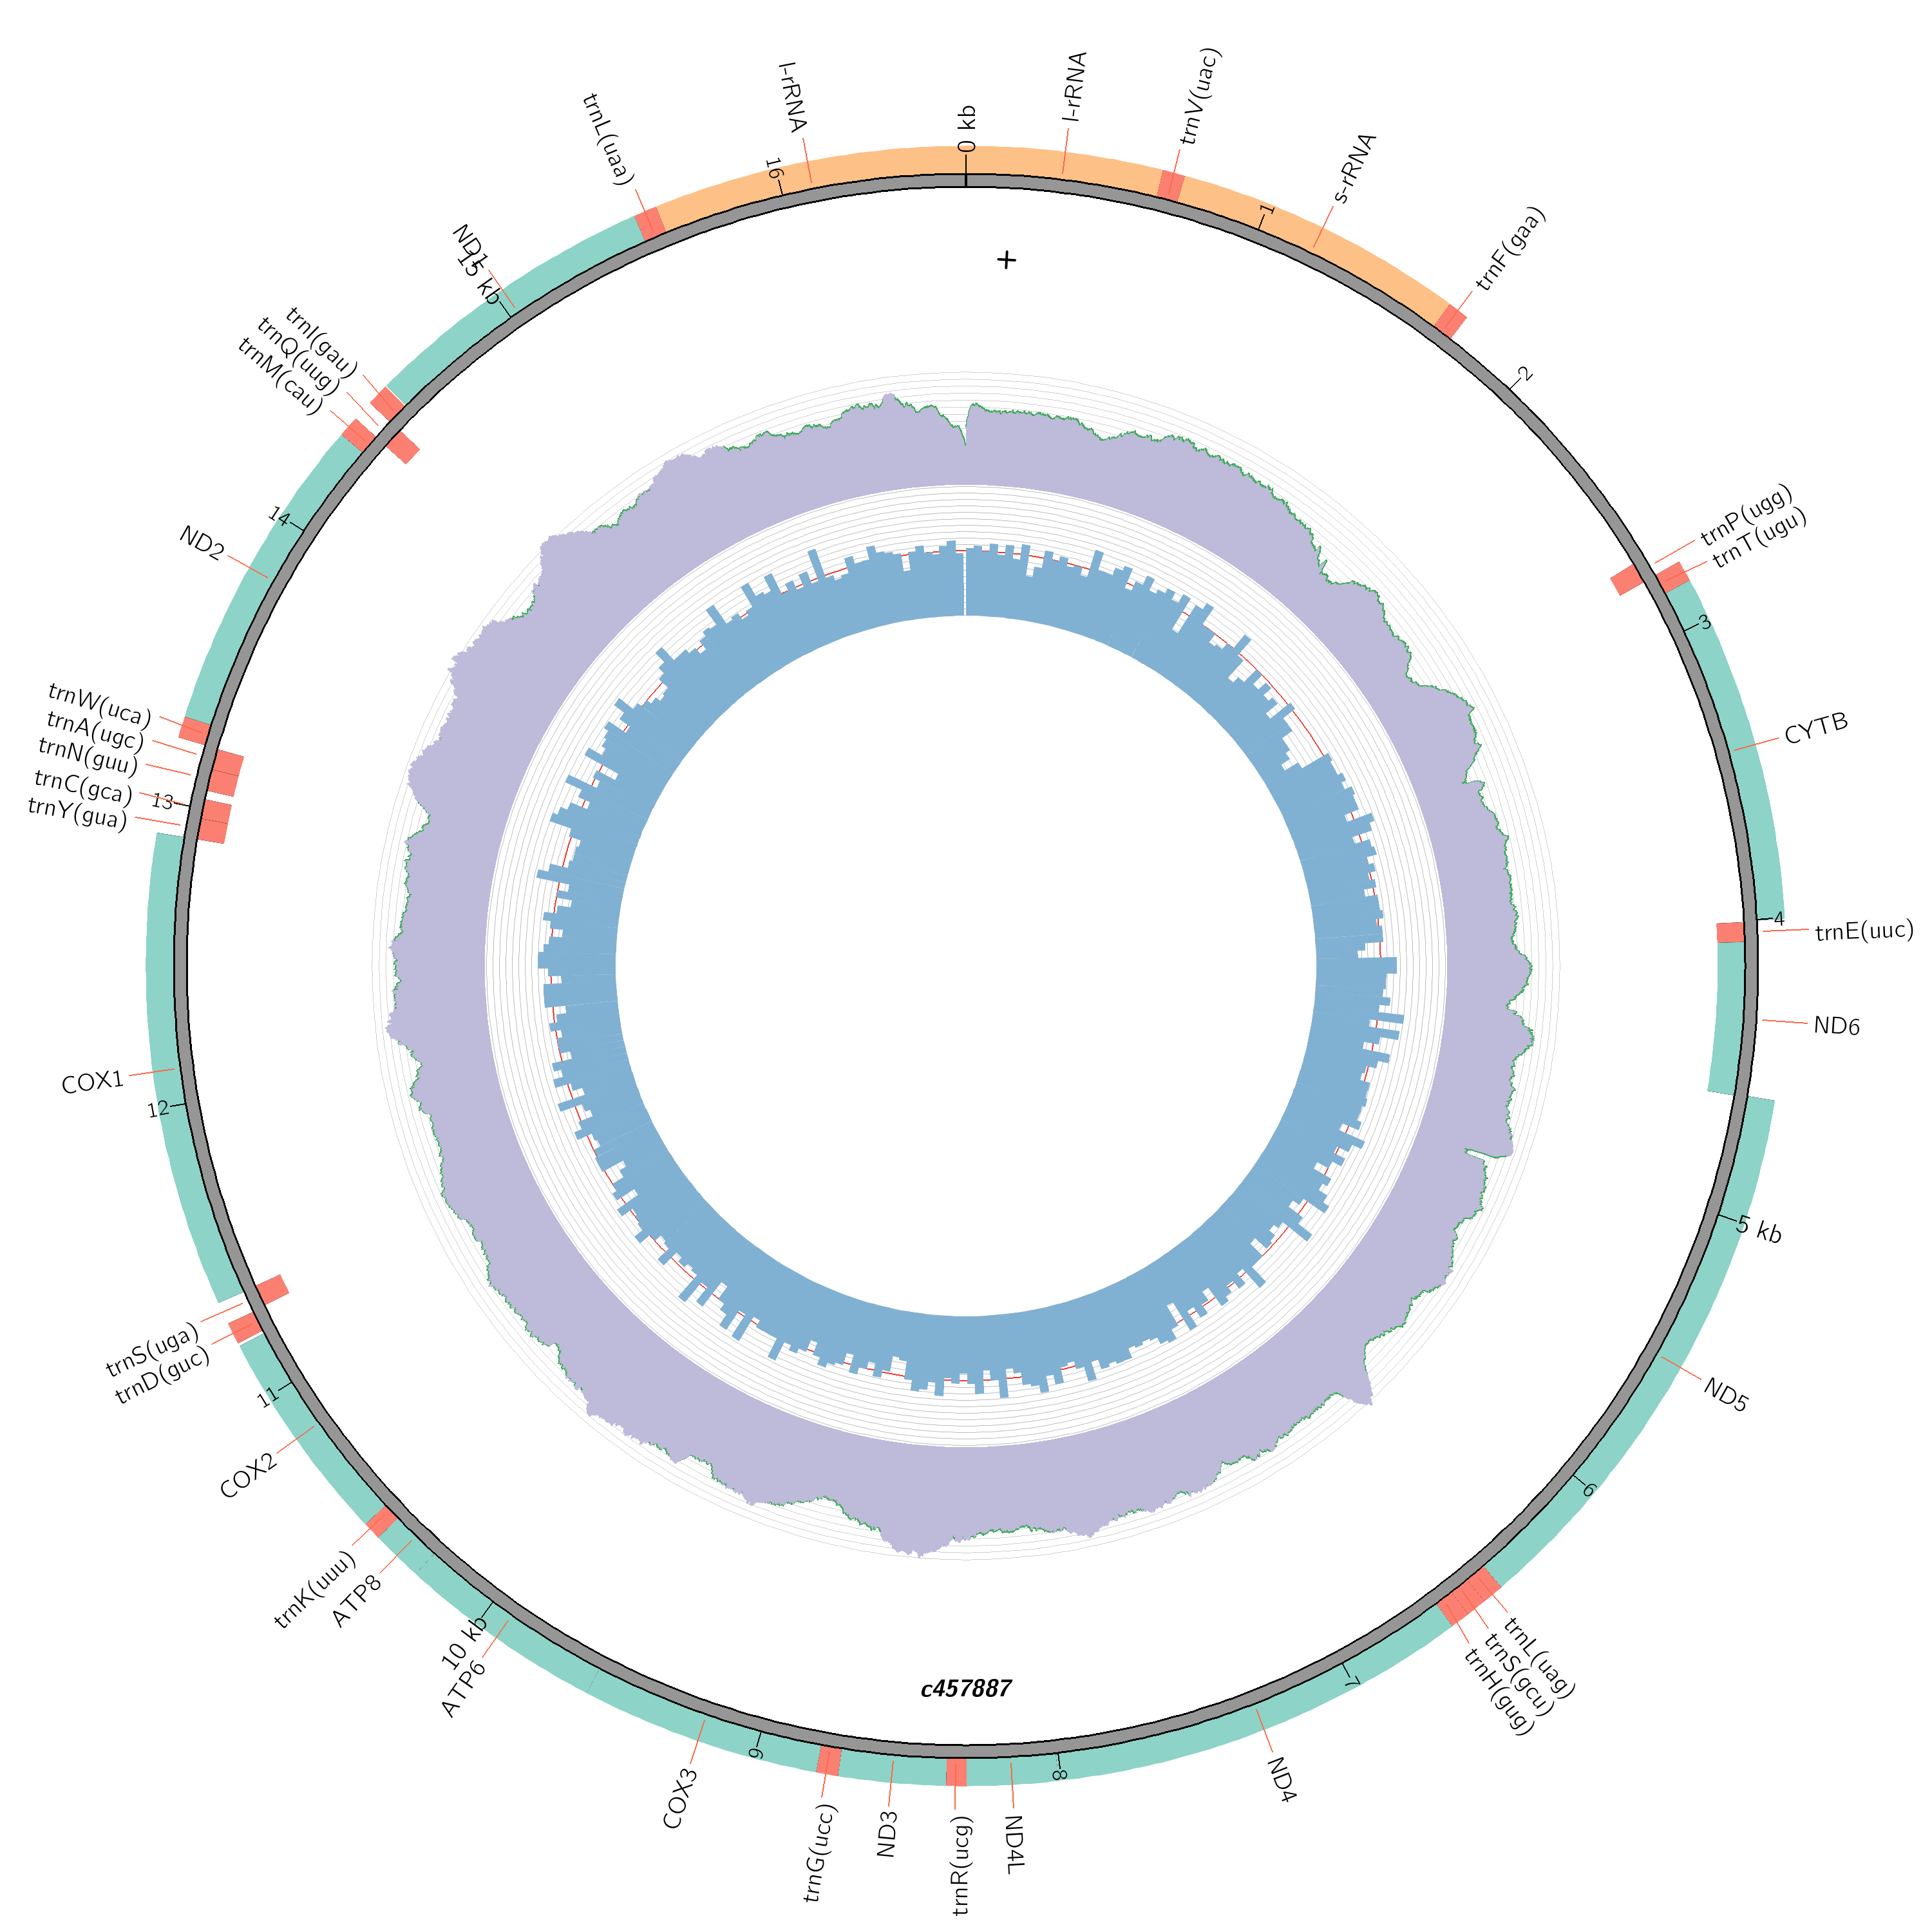 0 kb
l-rRNA
trnV(uac)
1
s-rRNA
trnF(gaa)
2
trnP(ugg)
trnT(ugu)
3
CYTB
4
trnE(uuc)
ND6
5 kb
ND5
6
trnL(uag)
trnS(gcu)
trnH(gug)
7
ND4
8
ND4L
trnR(ucg)
ND3
trnG(ucc)
9
COX3
ATP6
10 kb
ATP8
trnK(uuu)
COX2
11
trnD(guc)
trnS(uga)
12
COX1
trnY(gua)
13
trnC(gca)
trnN(guu)
trnA(ugc)
trnW(uca)
14
ND2
trnM(cau)
trnQ(uug)
trnI(gau)
15 kb
ND1
trnL(uaa)
16
l-rRNA
+
c457887